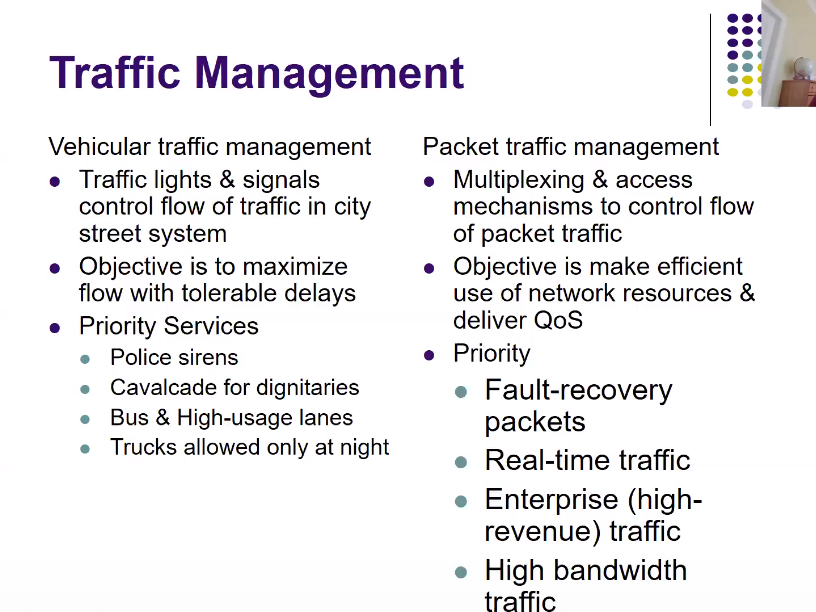 Traffic Management
Vehicular traffic management
Traffic lights & signals
control flow of traffic in city
street system
Objective is to maximize
flow with tolerable delays
Priority Services
Police sirens
Cavalcade for dignitaries
Bus & High-usage lanes
Trucks allowed only at night
Packet traffic management
Multiplexing & access
mechanisms to control flow
of packet traffic
Objective is make efficient
use of network resources &
deliver QoS
Priority
Fault-recovery
packets
Real-time traffic
Enterprise (high-
revenue) traffic
High bandwidth
traffic